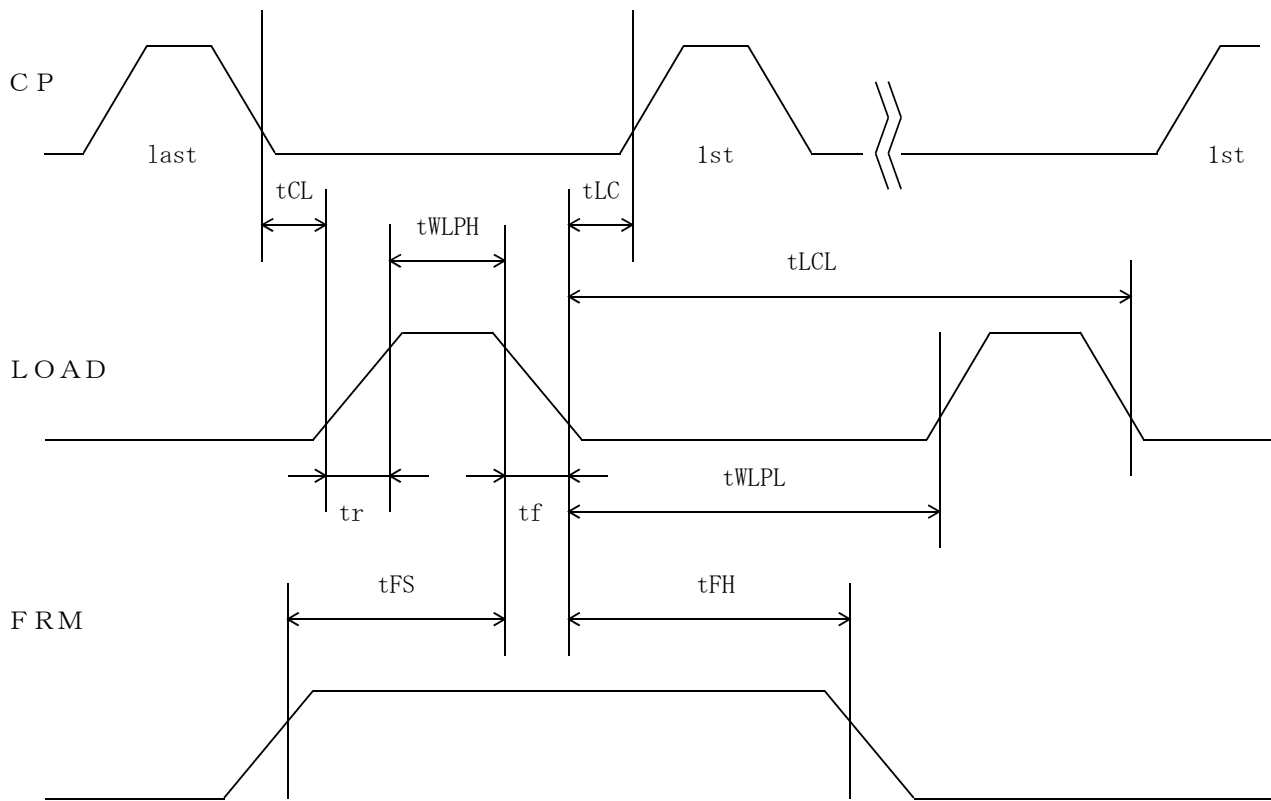 CP
last
1st
1st
tCL
tLC
tWLPH
tLCL
LOAD
tWLPL
tr
tf
tFS
tFH
FRM